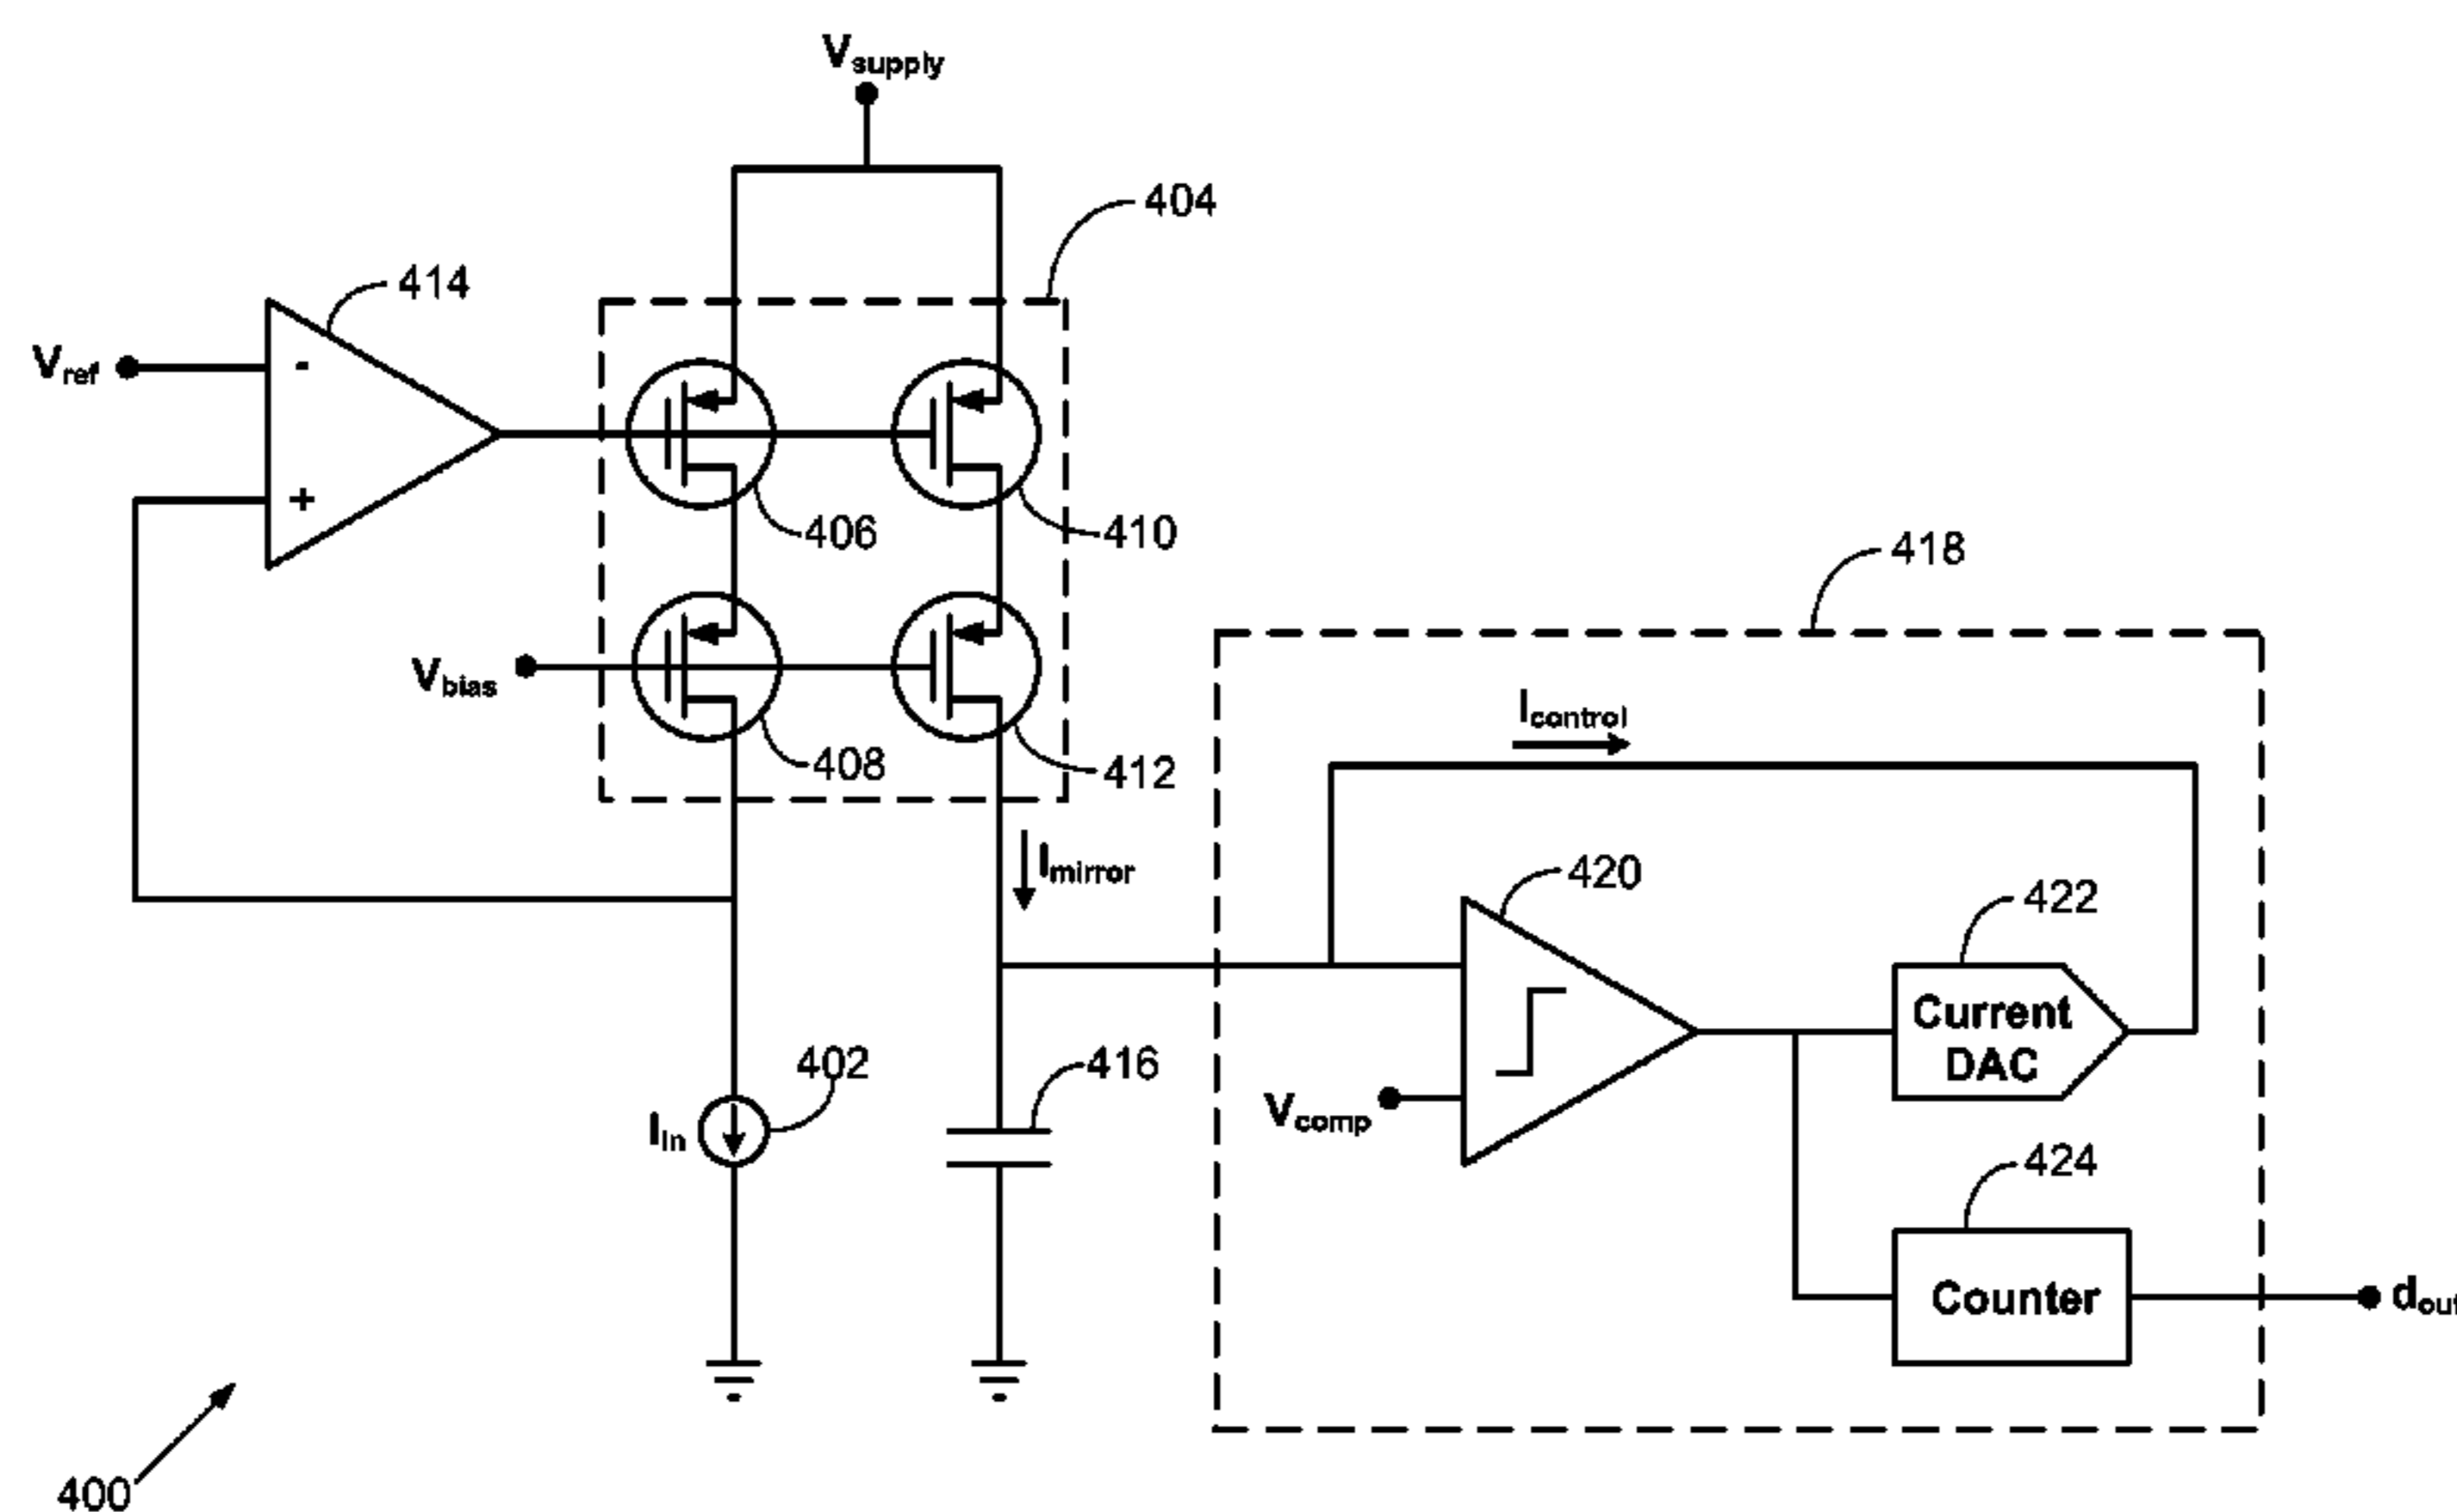 Vsupply
404
414
Vref
-
+
406
410
418
Vbias
408
412
Icontrol
Imirror
420
422
Current
DAC
402
416
Iin
Vcomp
424
Counter
dout
400